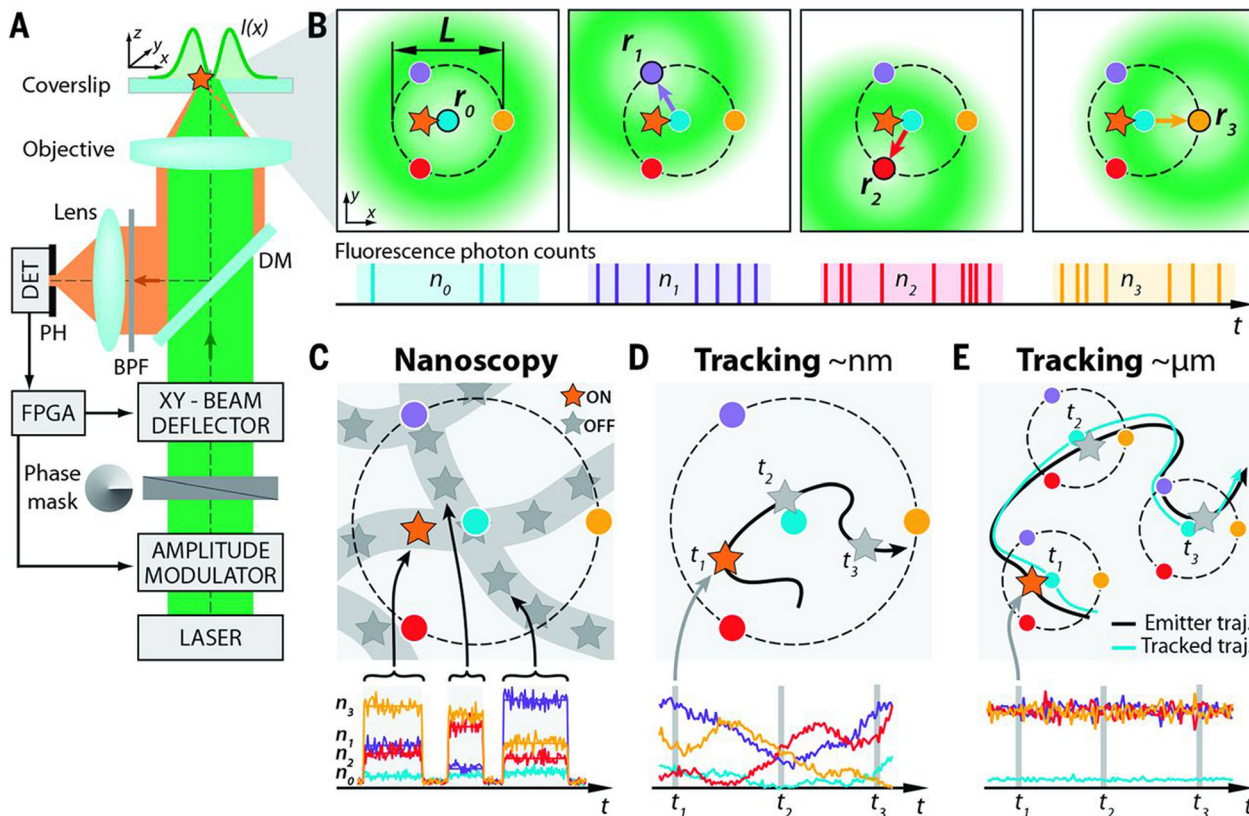 A
z
y
x
I(x)
Coverslip
Objective
Lens
DET
PH
BPF
DM
FPGA
XY - BEAM
DEFLECTOR
Phase
mask
AMPLITUDE
MODULATOR
LASER
B
L
r0
r1
r2
r3
y
x
Fluorescence photon counts
n0
n1
n2
n3
t
C
Nanoscopy
ON
OFF
n3
n1
n2
n0
t
D
Tracking ~nm
t1
t2
t3
t1
t2
t3
t
E
Tracking ~μm
t2
t1
t3
Emitter traj.
Tracked traj.
t1
t2
t3
t